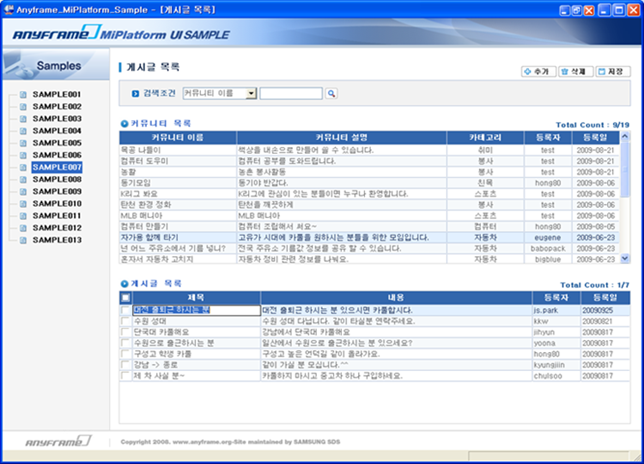 Anyframe_MiPlatform_Sample - [게시글 목록]
ANYFRAME MiPlatform UI SAMPLE
Samples
SAMPLE001
SAMPLE002
SAMPLE003
SAMPLE004
SAMPLE005
SAMPLE006
SAMPLE007
SAMPLE008
SAMPLE009
SAMPLE010
SAMPLE011
SAMPLE012
SAMPLE013
게시글 목록
추가 삭제 저장
검색조건 커뮤니티 이름
커뮤니티 목록 Total Count : 9/19
커뮤니티 이름 커뮤니티 설명 카테고리 등록자 등록일
목공 나들이 책상을 내손으로 만들어 쓸 수 있습니다. 취미 test 2009-08-21
컴퓨터 도우미 컴퓨터 공부를 도와드립니다. 봉사 test 2009-08-21
농활 농촌 봉사활동 봉사 test 2009-08-21
동기모임 동기야 반갑다. 친목 hong80 2009-08-06
K리그 봐요 K리그에 관심이 있는 분들이면 누구나 환영합니다. 스포츠 test 2009-08-06
탄천 환경 정화 탄천을 깨끗하게 봉사 test 2009-08-06
MLB 매니아 MLB 매니아 스포츠 test 2009-08-06
컴퓨터 만들기 컴퓨터 조립해서 써요~ 컴퓨터 hong80 2009-08-05
자가용 함께 타기 고유가 시대에 카풀을 원하시는 분들을 위한 모임입니다. 자동차 eugene 2009-06-23
넌 어느 주유소에서 기름 넣니? 전국 주유소 기름값 정보를 공유 할 수 있습니다. 자동차 babopack 2009-06-23
혼자서 자동차 고치지 자동차 정비 관련 정보를 나눠요. 자동차 bigblue 2009-06-23
게시글 목록 Total Count : 1/7
제목 내용 등록자 등록일
대전 출퇴근 하시는 분 대전 출퇴근 하시는 분 있으시면 카풀합시다. js.park 20090925
수원 성대 수원 성대 다닙니다. 같이 타실분 연락주세요. kkw 20090821
단국대 카풀해요 강남에서 단국대 카풀해요 jihyun 20090817
수원으로 출근하시는 분 일산에서 수원으로 출근하시는 분 있으세요? yoona 20090817
구성고 학생 카풀 구성고 높은 언덕길 같이 올라가요. hong80 20090817
강남 -> 종로 같이 가실 분 모십니다.^^ kyungjin 20090817
제 차 사실 분~ 카풀하지 마시고 중고차 하나 구입하세요. chulsoo 20090817
ANYFRAME Copyright 2008, www.anyframe.org-Site maintained by SAMSUNG SDS